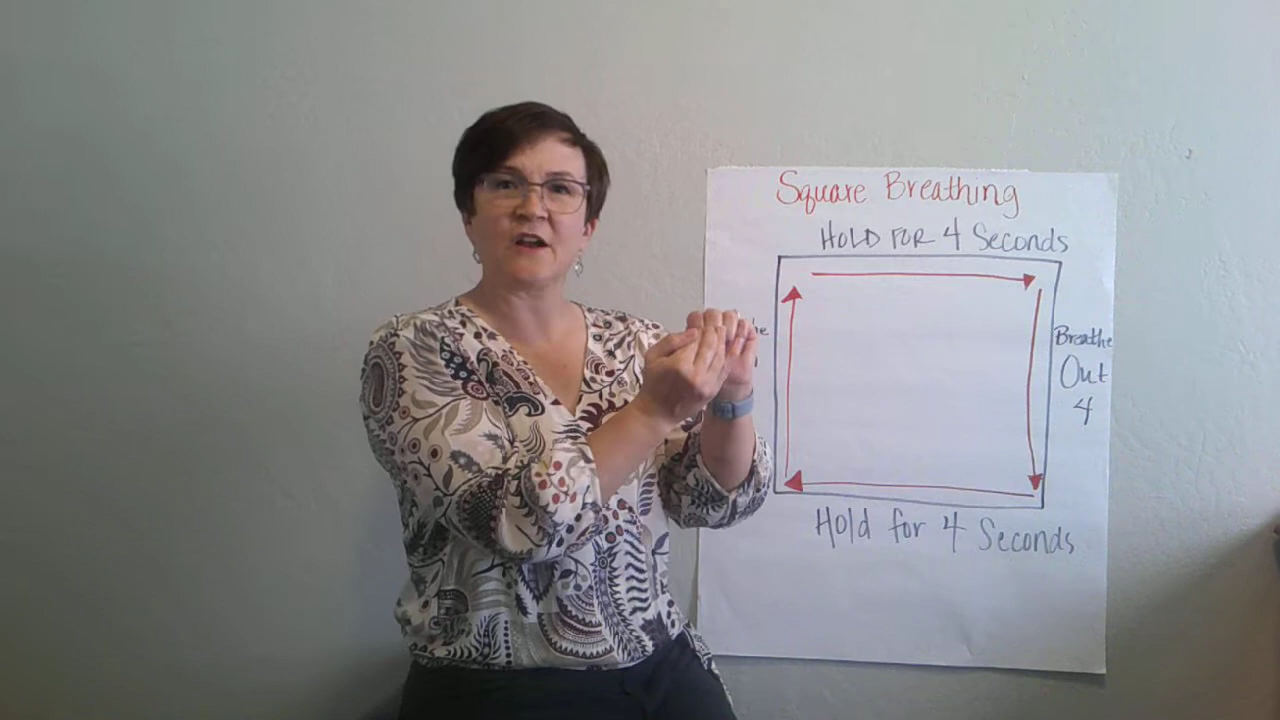 Square Breathing
HOLD FOR 4 Seconds
Breathe
Out
4
Hold for 4 Seconds